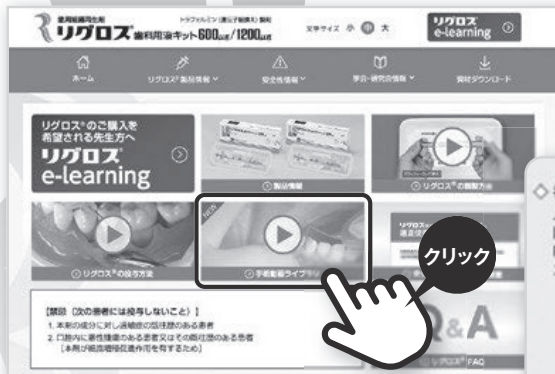 歯周組織再生剤
トラフェルミン(遺伝子組換え)製剤
リグロス®歯科用液キット600μg/1200μg
文字サイズ 小 中 大
リグロス®
e-learning
ホーム
リグロス®製品情報
安全性情報
学会・研究会情報
資材ダウンロード
リグロス®のご購入を
希望される先生方へ
リグロス®
e-learning
製品情報
リグロス®の調製方法
リグロス®の投与方法
NEW
手術動画ライブラリ
クリック
Q&A
リグロス® FAQ
【禁忌（次の患者には投与しないこと）】
1. 本剤の成分に対し過敏症の既往歴のある患者
2. 口腔内に悪性腫瘍のある患者又はその既往歴のある患者
［本剤が細胞増殖促進作用を有するため］